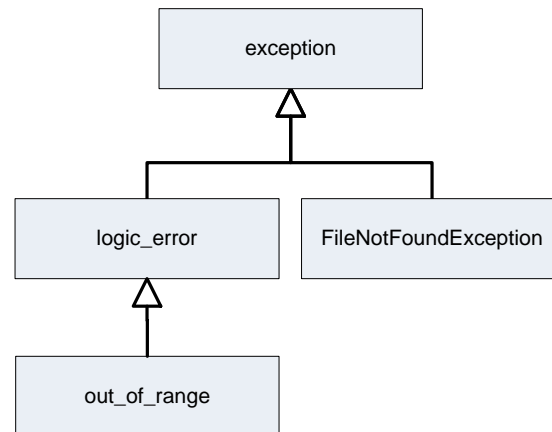 exception
logic_error
FileNotFoundException
out_of_range